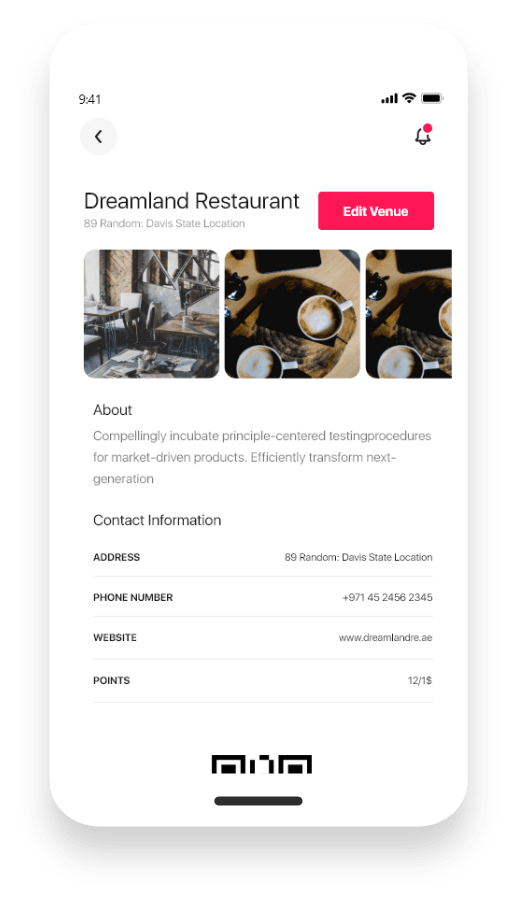 9:41
Dreamland Restaurant
Edit Venue
89 Random: Davis State Location
About
Compellingly incubate principle-centered testingprocedures
for market-driven products. Efficiently transform next-
generation
Contact Information
ADDRESS 89 Random: Davis State Location
PHONE NUMBER +971 45 2456 2345
WEBSITE www.dreamlandre.ae
POINTS 12/1$